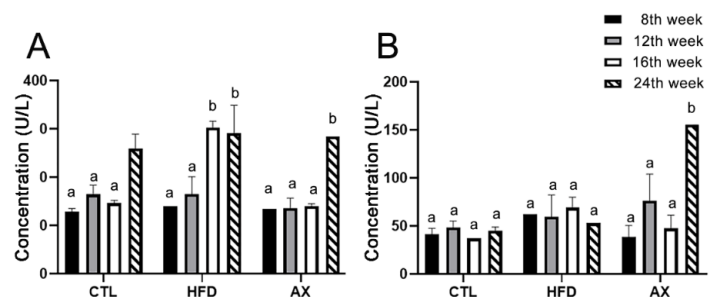 A
B
8th week
12th week
16th week
24th week
Concentration (U/L)
400
0
0
0
0
a a a
a a b b
a a a b
CTL HFD AX
Concentration (U/L)
200
150
100
50
0
a a a a
a a a a
a a a b
CTL HFD AX